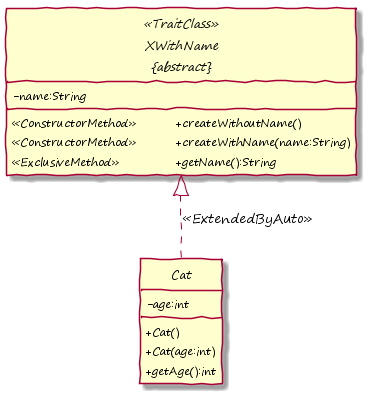 «TraitClass»
XWithName
{abstract}
-name:String
«ConstructorMethod» +createWithoutName()
«ConstructorMethod» +createWithName(name:String)
«ExclusiveMethod» +getName():String
«ExtendedByAuto»
Cat
-age:int
+Cat()
+Cat(age:int)
+getAge():int